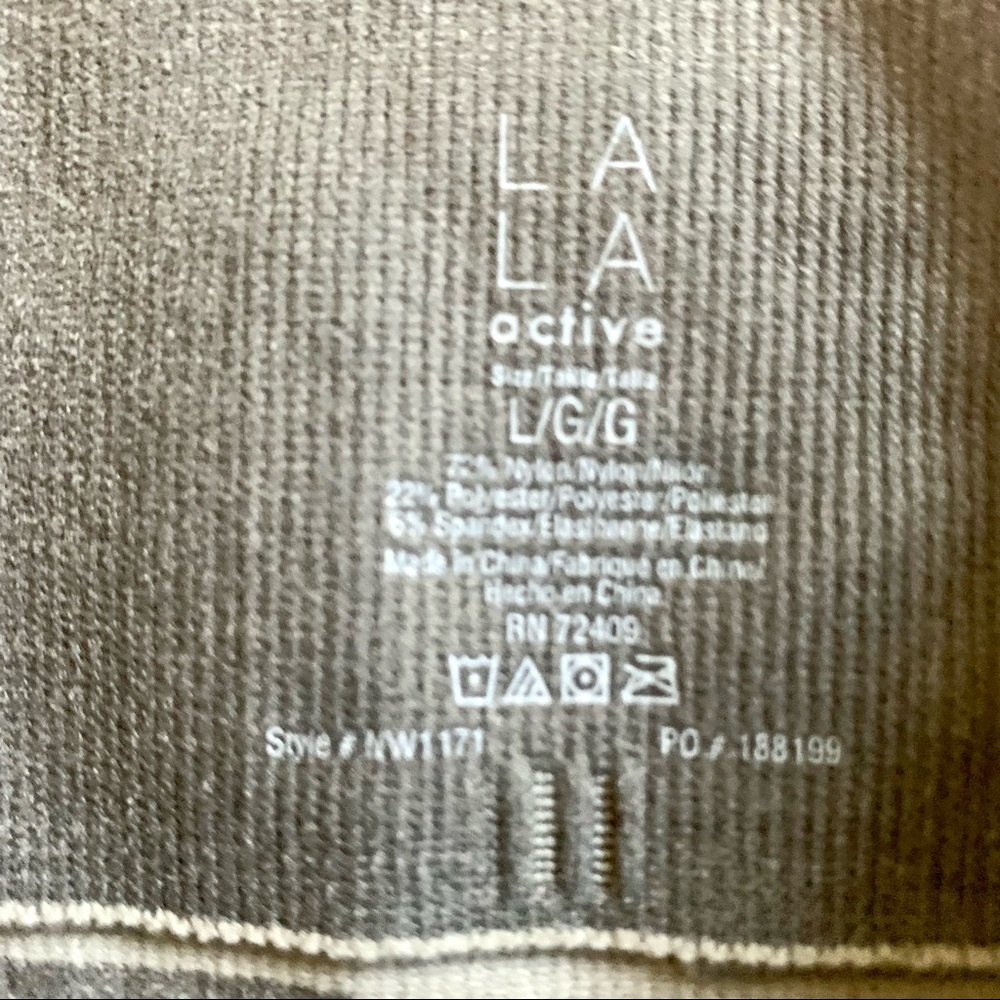 LA
LA
active
Size/Taille/Talla
L/G/G
72% Nylon/Nylon/Nilón
22% Polyester/Polyester/Poliester
6% Spandex/Elasthanne/Elastano
Made in China/Fabriqué en Chine/
Hecho en China
RN 72409
Style # NW1171 PO # 188199